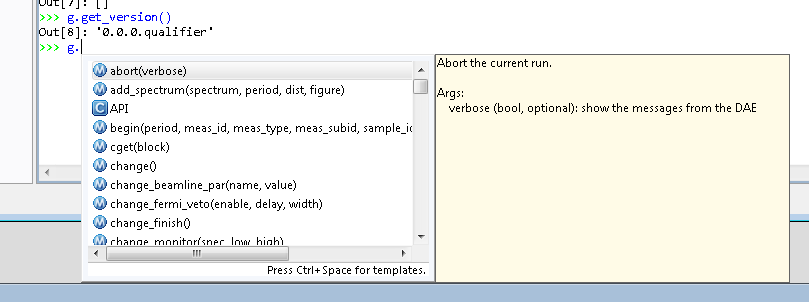 Out[7]: []
>>> g.get_version()
Out[8]: '0.0.0.qualifier'
>>> g.
M abort(verbose)
M add_spectrum(spectrum, period, dist, figure)
C API
M begin(period, meas_id, meas_type, meas_subid, sample_id
M cget(block)
M change()
M change_beamline_par(name, value)
M change_fermi_veto(enable, delay, width)
M change_finish()
M change_monitor(spec, low, high)
Press Ctrl+Space for templates.
Abort the current run.
Args:
verbose (bool, optional): show the messages from the DAE